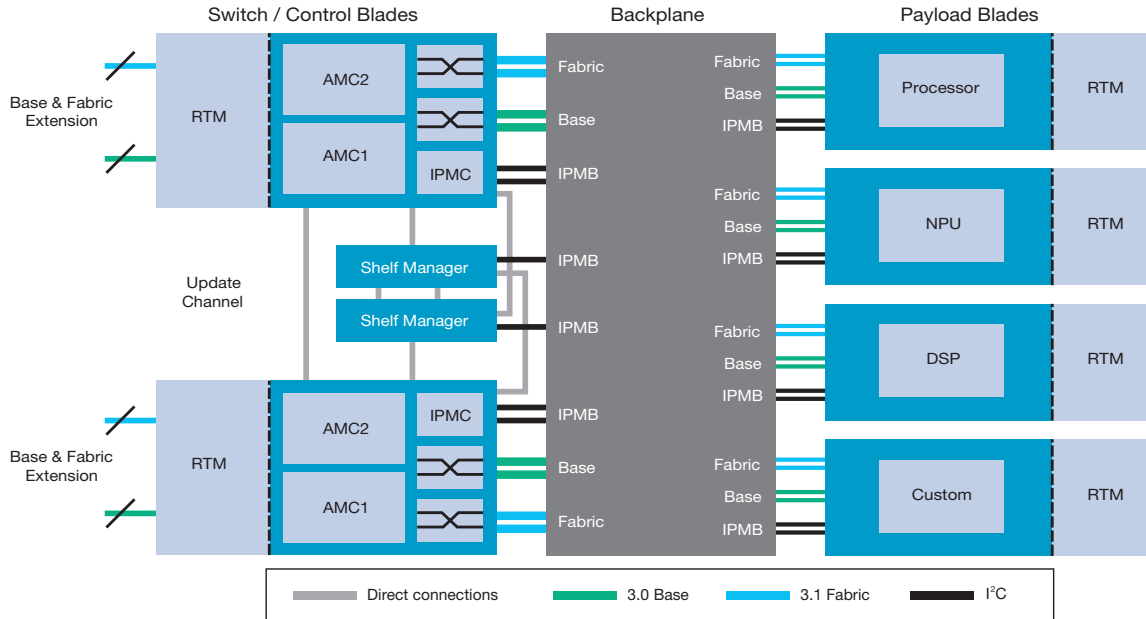 Switch / Control Blades
Backplane
Payload Blades
Base & Fabric
Extension
RTM
AMC2
AMC1
IPMC
Fabric
Base
IPMB
Shelf Manager
IPMB
Shelf Manager
IPMB
Update
Channel
Base & Fabric
Extension
RTM
AMC2
AMC1
IPMC
IPMB
Base
Fabric
Fabric
Base
IPMB
Processor
RTM
Fabric
Base
IPMB
NPU
RTM
Fabric
Base
IPMB
DSP
RTM
Fabric
Base
IPMB
Custom
RTM
Direct connections
3.0 Base
3.1 Fabric
I²C